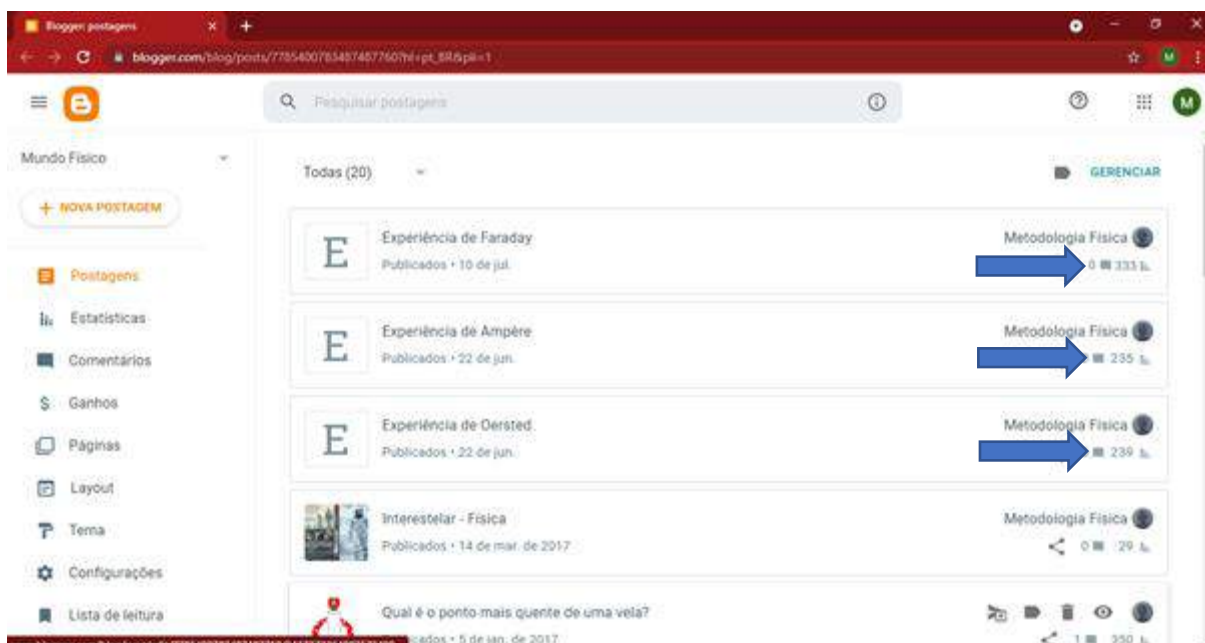 Blogger: postagens
blogger.com/blog/posts/
M
Pesquisar postagens
M
Mundo Físico
NOVA POSTAGEM
Postagens
Estatísticas
Comentários
Ganhos
Páginas
Layout
Tema
Configurações
Lista de leitura
Todas (20)
GERENCIAR
E
Experiência de Faraday
Metodologia Física
Publicados • 10 de jul.
0 333
E
Experiência de Ampère
Metodologia Física
Publicados • 22 de jun.
235
E
Experiência de Oersted
Metodologia Física
Publicados • 22 de jun.
239
Interestelar - Física
Metodologia Física
Publicados • 14 de mar. de 2017
0 29
Qual é o ponto mais quente de uma vela?
5 de jan. de 2017
1 350